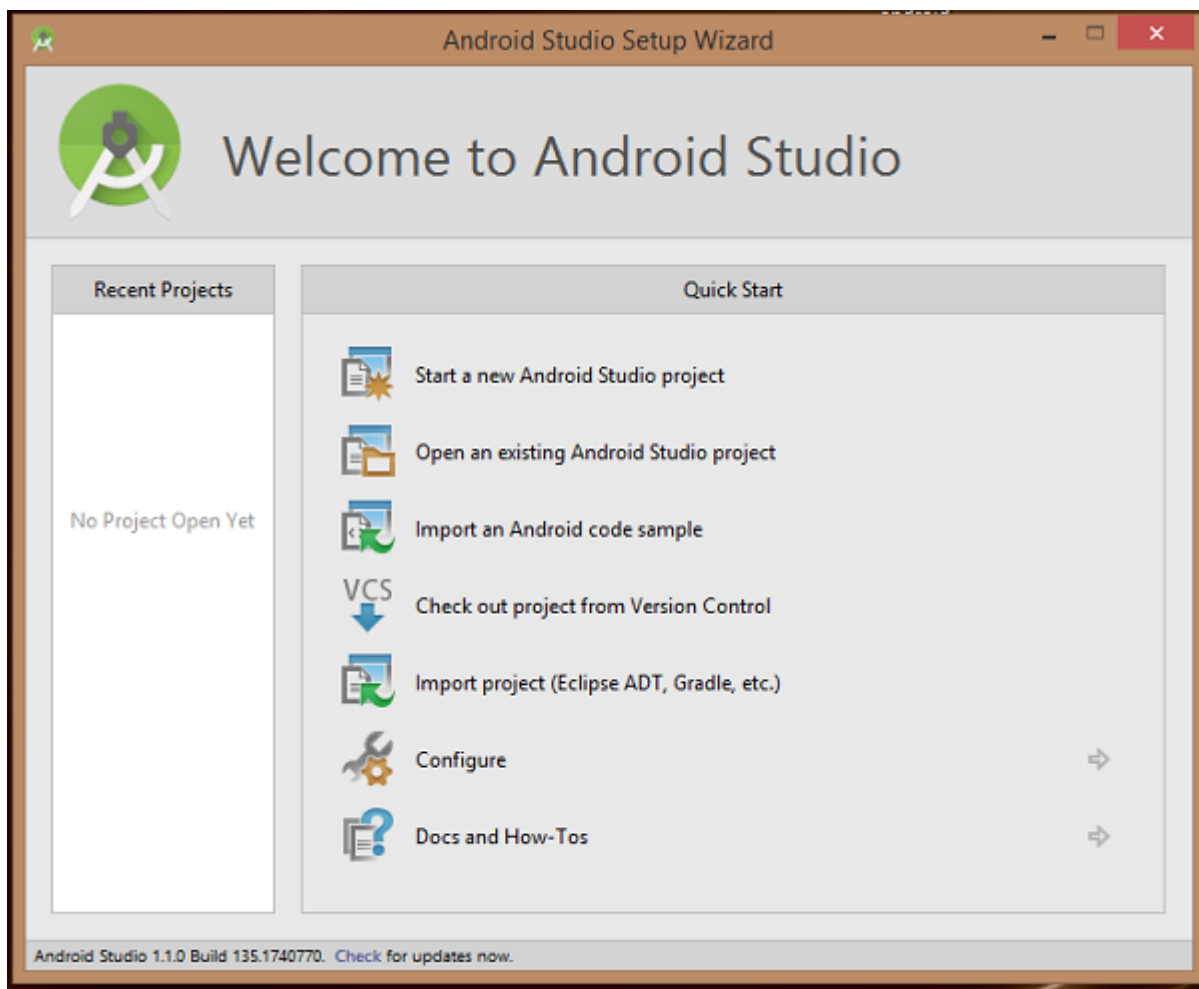 Android Studio Setup Wizard
Welcome to Android Studio
Recent Projects
No Project Open Yet
Quick Start
Start a new Android Studio project
Open an existing Android Studio project
Import an Android code sample
VCS
Check out project from Version Control
Import project (Eclipse ADT, Gradle, etc.)
Configure
Docs and How-Tos
Android Studio 1.1.0 Build 135.1740770. Check for updates now.